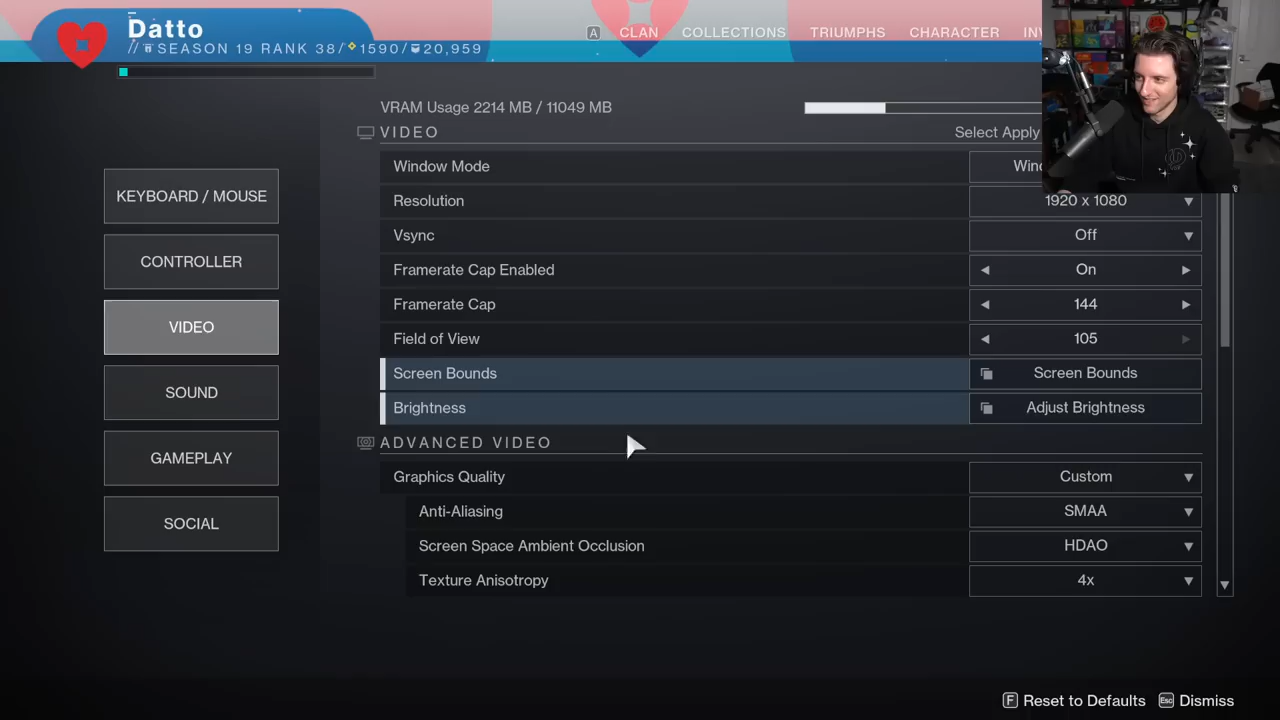 Datto
// SEASON 19 RANK 38/ 1590/ 20,959
A CLAN COLLECTIONS TRIUMPHS CHARACTER
VRAM Usage 2214 MB / 11049 MB
VIDEO
Select Apply
Window Mode
Resolution 1920 x 1080
Vsync Off
Framerate Cap Enabled On
Framerate Cap 144
Field of View 105
Screen Bounds Screen Bounds
Brightness Adjust Brightness
ADVANCED VIDEO
Graphics Quality Custom
Anti-Aliasing SMAA
Screen Space Ambient Occlusion HDAO
Texture Anisotropy 4x
KEYBOARD / MOUSE
CONTROLLER
VIDEO
SOUND
GAMEPLAY
SOCIAL
F Reset to Defaults Esc Dismiss